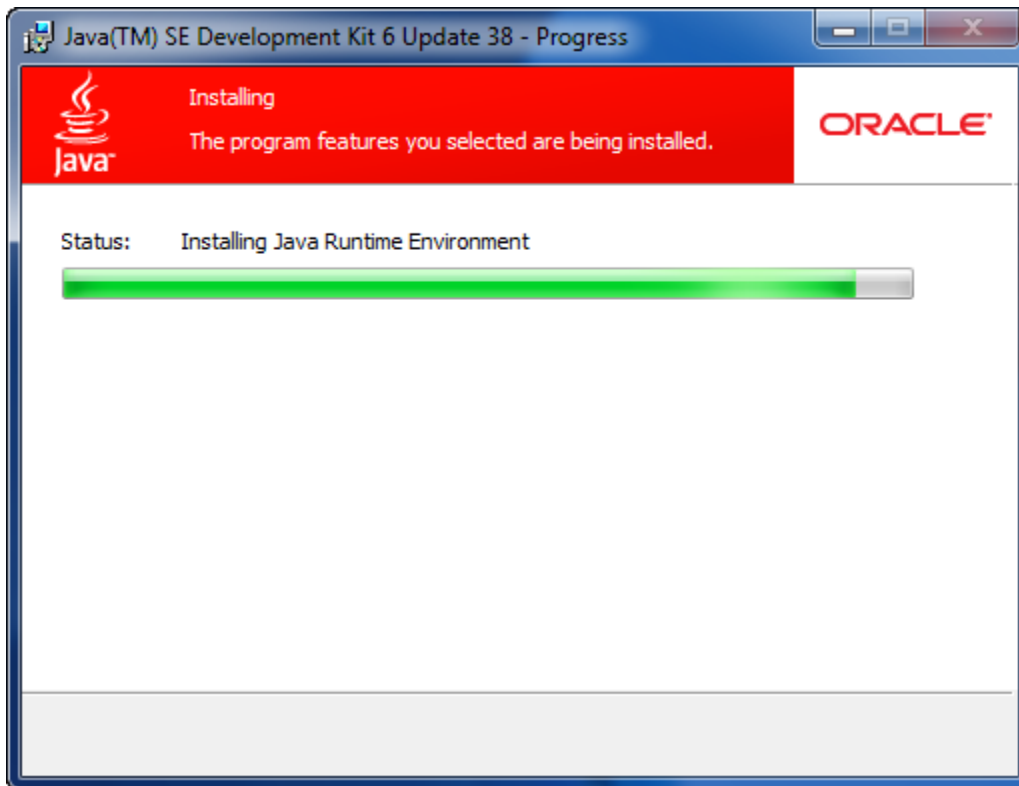 Java(TM) SE Development Kit 6 Update 38 - Progress
Installing
The program features you selected are being installed.
Java™
ORACLE®
Status: Installing Java Runtime Environment